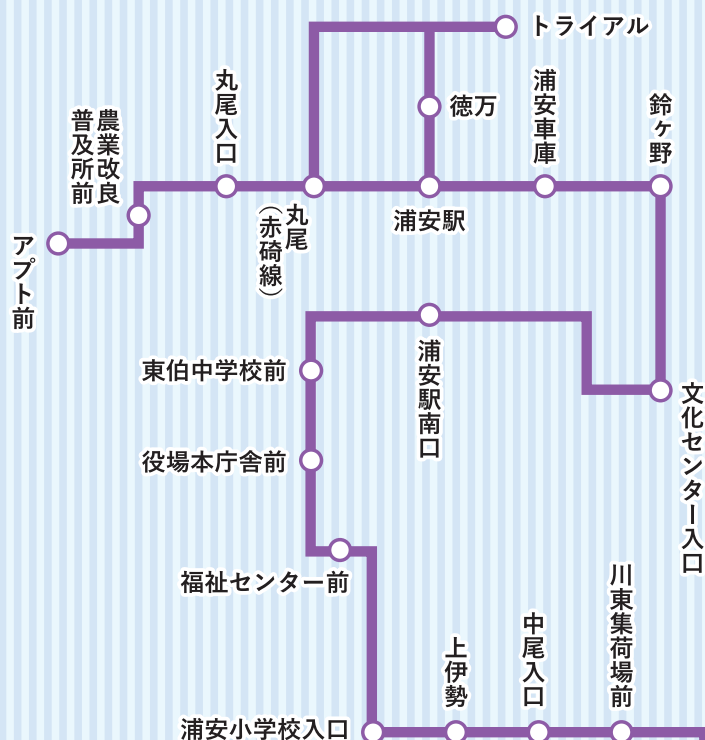 トライアル
徳万
丸尾入口
浦安車庫
鈴ヶ野
農業改良
普及所前
アプト前
丸尾
（赤碕線）
浦安駅
浦安駅南口
東伯中学校前
役場本庁舎前
文化センター入口
福祉センター前
川東集荷場前
中尾入口
上伊勢
浦安小学校入口